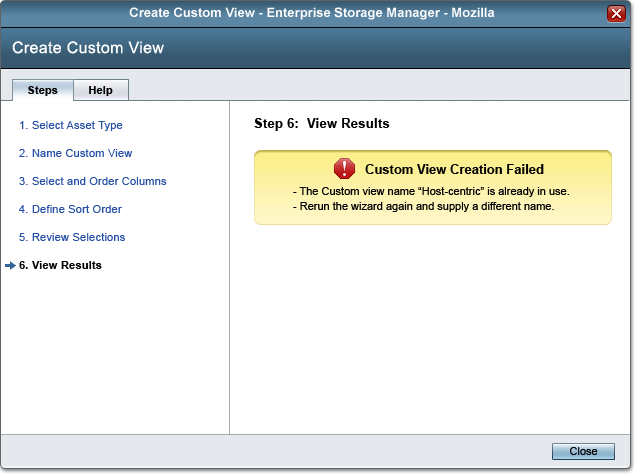 Create Custom View - Enterprise Storage Manager - Mozilla
Create Custom View
Steps
Help
1. Select Asset Type
2. Name Custom View
3. Select and Order Columns
4. Define Sort Order
5. Review Selections
6. View Results
Step 6:  View Results
Custom View Creation Failed
- The Custom view name “Host-centric” is already in use.
- Rerun the wizard again and supply a different name.
Close